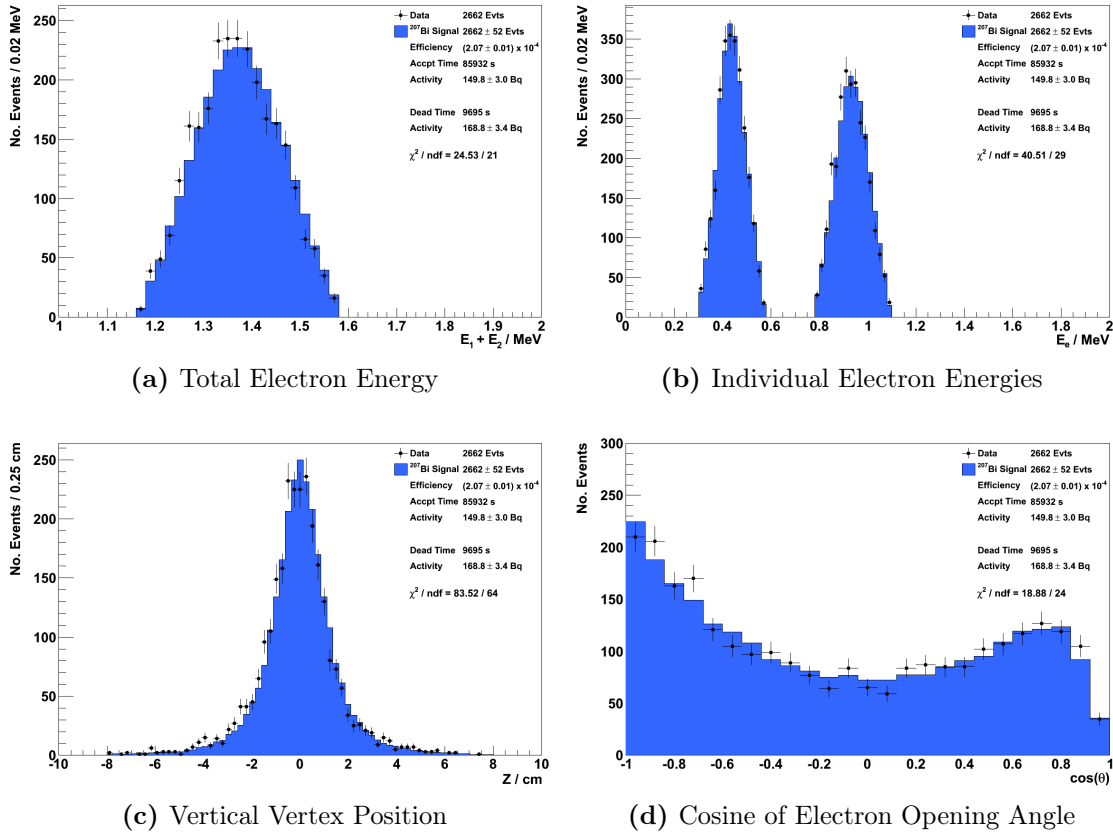 No. Events / 0.02 MeV
250
200
150
100
50
0
1 1.1 1.2 1.3 1.4 1.5 1.6 1.7 1.8 1.9 2
E1 + E2 / MeV
Data 2662 Evts
207Bi Signal 2662 ± 52 Evts
Efficiency (2.07 ± 0.01) x 10-4
Accpt Time 85932 s
Activity 149.8 ± 3.0 Bq
Dead Time 9695 s
Activity 168.8 ± 3.4 Bq
χ2 / ndf = 24.53 / 21
(a) Total Electron Energy
No. Events / 0.02 MeV
350
300
250
200
150
100
50
0
0 0.2 0.4 0.6 0.8 1 1.2 1.4 1.6 1.8 2
Ee / MeV
Data 2662 Evts
207Bi Signal 2662 ± 52 Evts
Efficiency (2.07 ± 0.01) x 10-4
Accpt Time 85932 s
Activity 149.8 ± 3.0 Bq
Dead Time 9695 s
Activity 168.8 ± 3.4 Bq
χ2 / ndf = 40.51 / 29
(b) Individual Electron Energies
No. Events / 0.25 cm
250
200
150
100
50
0
-10 -8 -6 -4 -2 0 2 4 6 8 10
Z / cm
Data 2662 Evts
207Bi Signal 2662 ± 52 Evts
Efficiency (2.07 ± 0.01) x 10-4
Accpt Time 85932 s
Activity 149.8 ± 3.0 Bq
Dead Time 9695 s
Activity 168.8 ± 3.4 Bq
χ2 / ndf = 83.52 / 64
(c) Vertical Vertex Position
No. Events
300
250
200
150
100
50
0
-1 -0.8 -0.6 -0.4 -0.2 0 0.2 0.4 0.6 0.8 1
cos(θ)
Data 2662 Evts
207Bi Signal 2662 ± 52 Evts
Efficiency (2.07 ± 0.01) x 10-4
Accpt Time 85932 s
Activity 149.8 ± 3.0 Bq
Dead Time 9695 s
Activity 168.8 ± 3.4 Bq
χ2 / ndf = 18.88 / 24
(d) Cosine of Electron Opening Angle